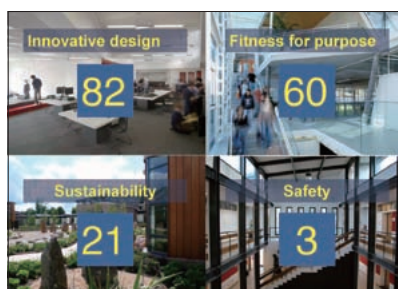 Innovative design
82
Fitness for purpose
60
Sustainability
21
Safety
3